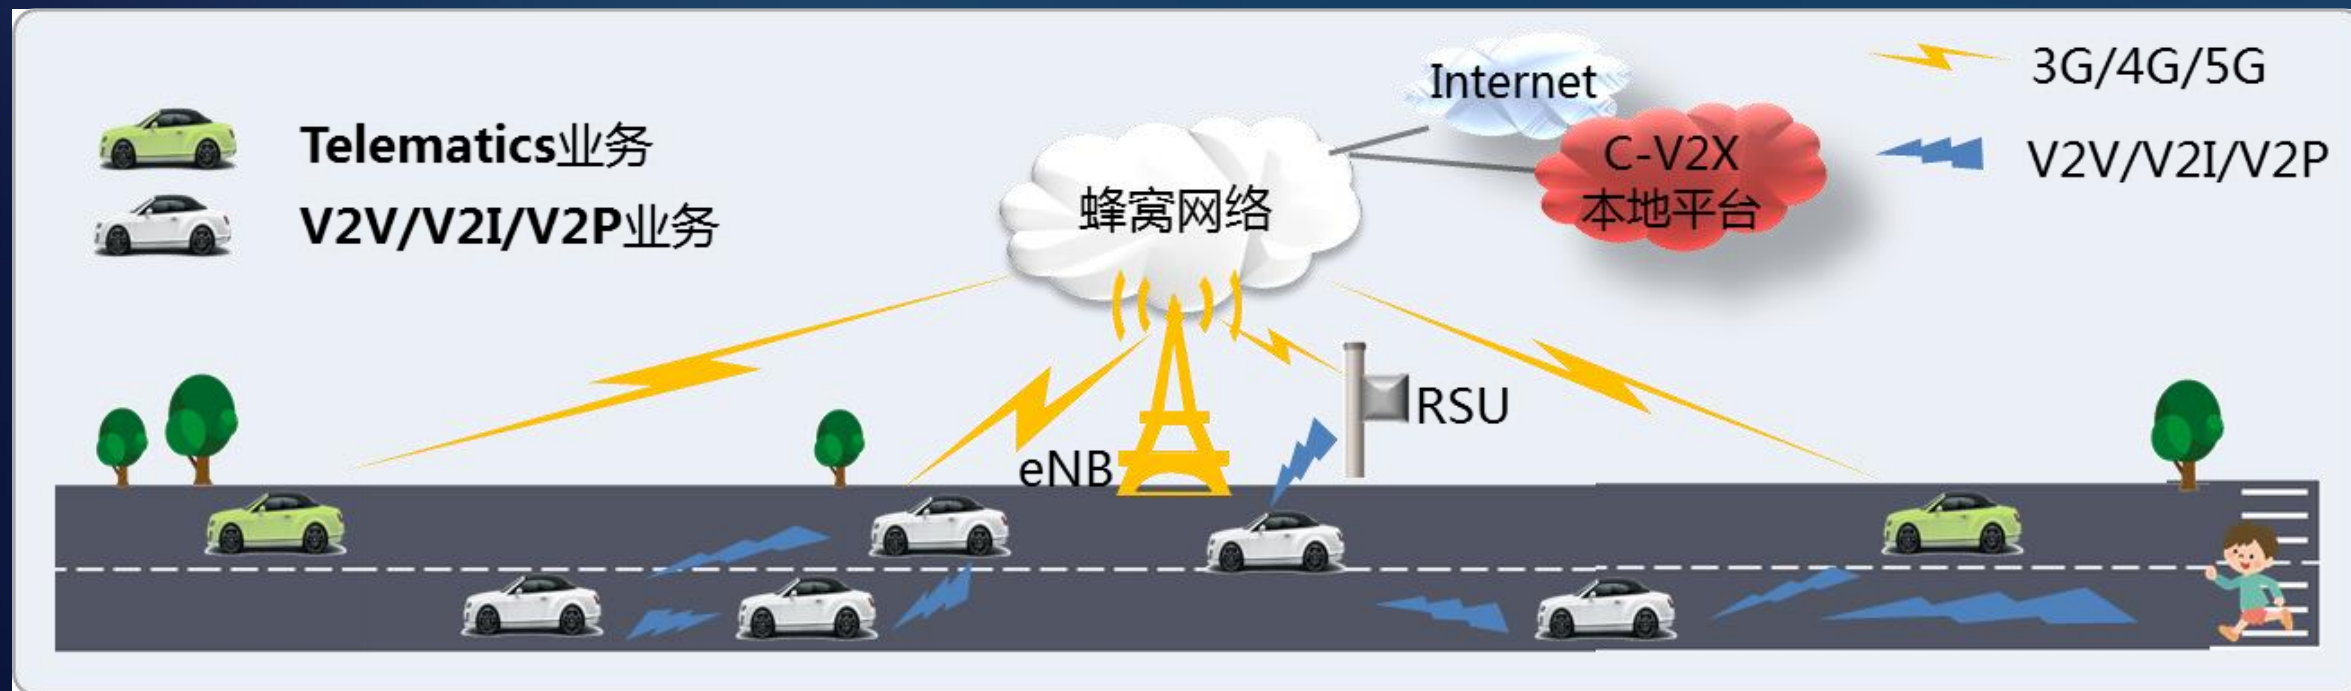 Telematics业务
V2V/V2I/V2P业务
Internet
C-V2X
本地平台
蜂窝网络
3G/4G/5G
V2V/V2I/V2P
eNB
RSU